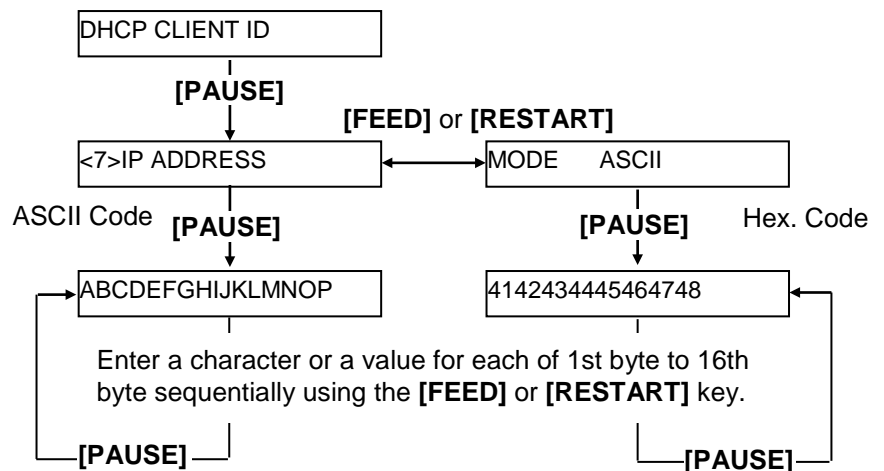 DHCP CLIENT ID
[PAUSE]
[FEED] or [RESTART]
<7>IP ADDRESS
MODE ASCII
ASCII Code
[PAUSE]
[PAUSE]
Hex. Code
ABCDEFGHIJKLMNOP
4142434445464748
Enter a character or a value for each of 1st byte to 16th
byte sequentially using the [FEED] or [RESTART] key.
[PAUSE]
[PAUSE]